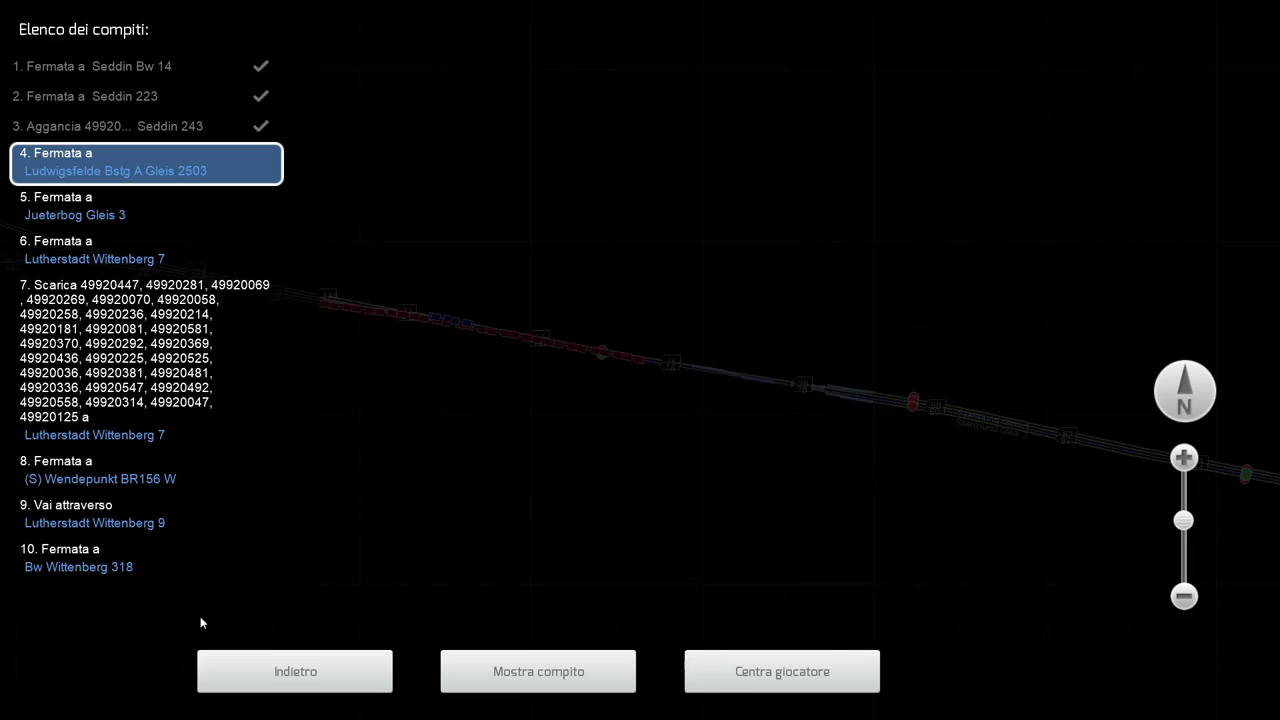 Elenco dei compiti:
1. Fermata a  Seddin Bw 14
2. Fermata a  Seddin 223
3. Aggancia 49920...  Seddin 243
4. Fermata a
Ludwigsfelde Bstg A Gleis 2503
5. Fermata a
Jueterbog Gleis 3
6. Fermata a
Lutherstadt Wittenberg 7
7. Scarica 49920447, 49920281, 49920069
, 49920269, 49920070, 49920058,
49920258, 49920236, 49920214,
49920181, 49920081, 49920581,
49920370, 49920292, 49920369,
49920436, 49920225, 49920525,
49920036, 49920381, 49920481,
49920336, 49920547, 49920492,
49920558, 49920314, 49920047,
49920125 a
Lutherstadt Wittenberg 7
8. Fermata a
(S) Wendepunkt BR156 W
9. Vai attraverso
Lutherstadt Wittenberg 9
10. Fermata a
Bw Wittenberg 318
N
Indietro
Mostra compito
Centra giocatore